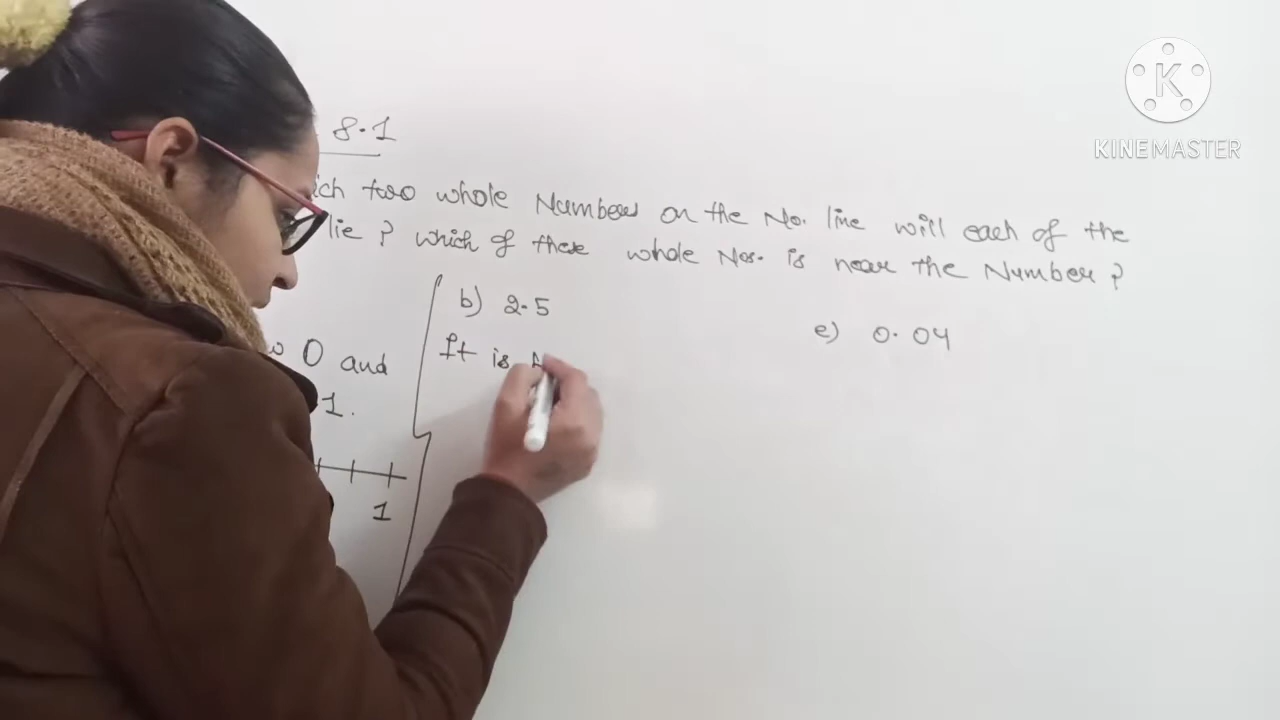 8.1
two whole Numbers on the No. line will each of the
lie ? which of these whole Nos. is near the Number ?
b) 2.5
e) 0.04
It is
0 and
1.
1
K
KINEMASTER